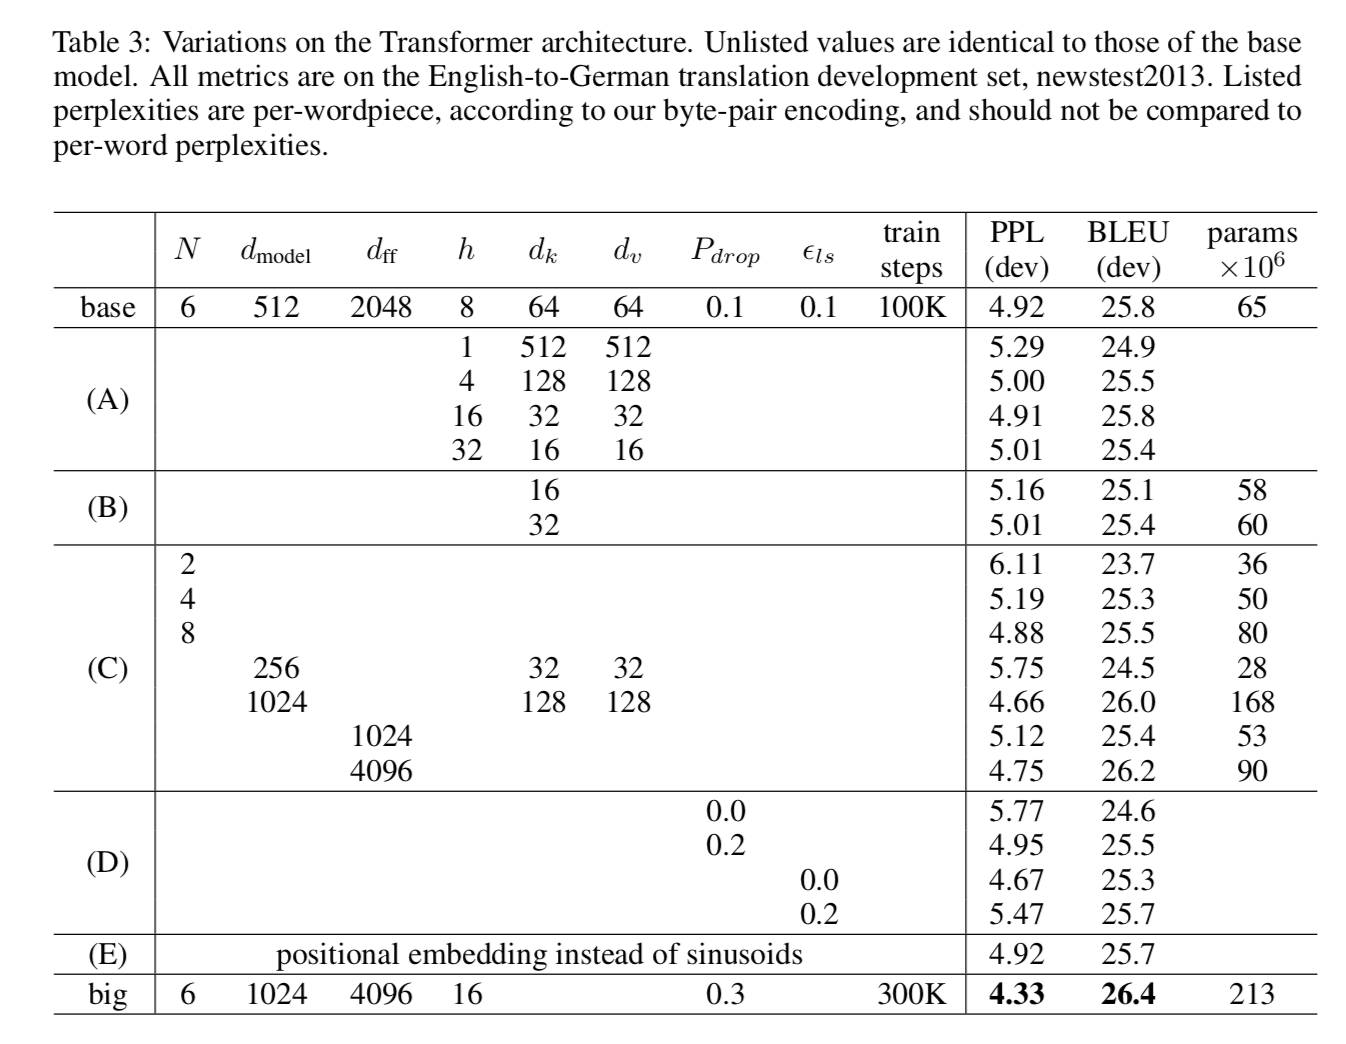 Table 3: Variations on the Transformer architecture. Unlisted values are identical to those of the base
model. All metrics are on the English-to-German translation development set, newstest2013. Listed
perplexities are per-wordpiece, according to our byte-pair encoding, and should not be compared to
per-word perplexities.
N d_model d_ff h d_k d_v P_drop ϵ_ls train steps PPL (dev) BLEU (dev) params ×10^6
base 6 512 2048 8 64 64 0.1 0.1 100K 4.92 25.8 65
(A)
1 512 512 5.29 24.9
4 128 128 5.00 25.5
16 32 32 4.91 25.8
32 16 16 5.01 25.4
(B)
16 5.16 25.1 58
32 5.01 25.4 60
(C)
2 6.11 23.7 36
4 5.19 25.3 50
8 4.88 25.5 80
256 32 32 5.75 24.5 28
1024 128 128 4.66 26.0 168
1024 5.12 25.4 53
4096 4.75 26.2 90
(D)
0.0 5.77 24.6
0.2 4.95 25.5
0.0 4.67 25.3
0.2 5.47 25.7
(E) positional embedding instead of sinusoids 4.92 25.7
big 6 1024 4096 16 0.3 300K 4.33 26.4 213